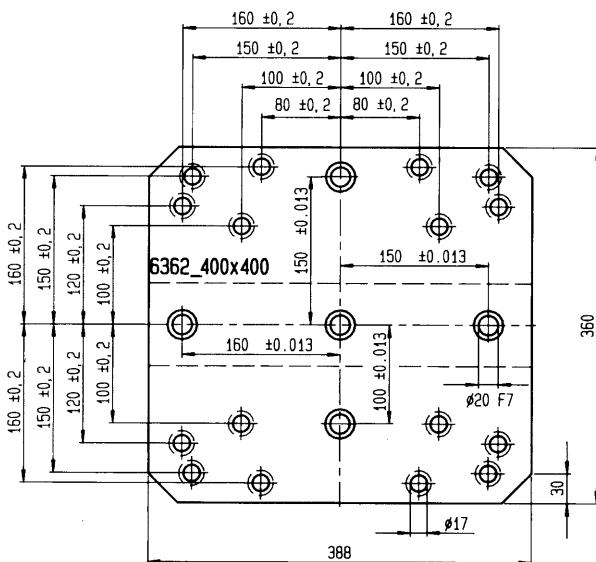 160 ±0,2 160 ±0,2
150 ±0,2 150 ±0,2
100 ±0,2 100 ±0,2
80 ±0,2 80 ±0,2
160 ±0,2
150 ±0,2
120 ±0,2
100 ±0,2
150 ±0.013
6362_400x400
150 ±0.013
360
160 ±0.013
100 ±0.013
160 ±0,2
150 ±0,2
120 ±0,2
100 ±0,2
ø20 F7
30
ø17
388